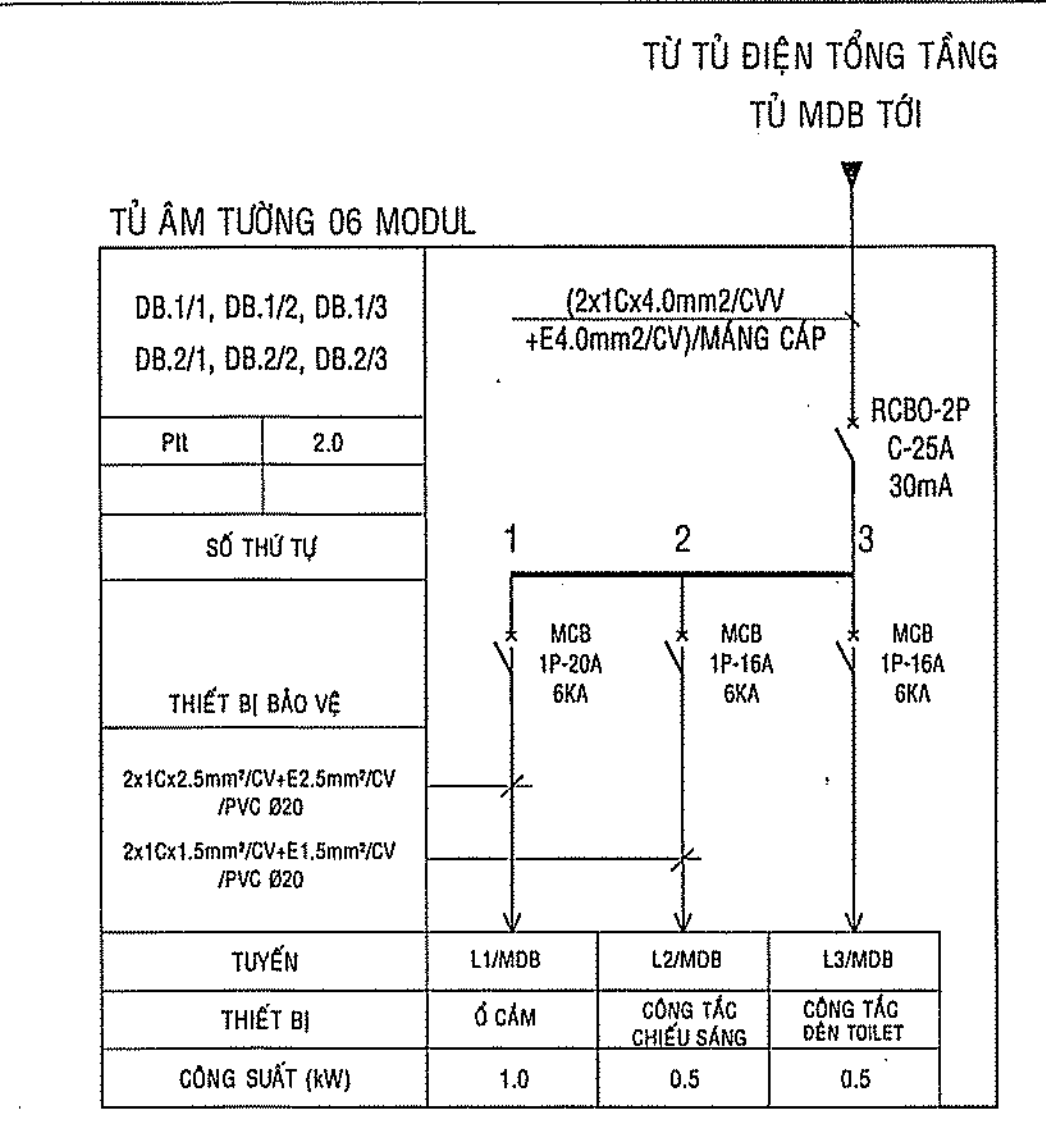 TỪ TỦ ĐIỆN TỔNG TẦNG
TỦ MDB TỚI
TỦ ÂM TƯỜNG 06 MODUL
DB.1/1, DB.1/2, DB.1/3
DB.2/1, DB.2/2, DB.2/3
(2x1Cx4.0mm2/CVV
+E4.0mm2/CV)/MÁNG CÁP
RCBO-2P
C-25A
30mA
Ptt 2.0
SỐ THỨ TỰ 1 2 3
THIẾT BỊ BẢO VỆ
MCB
1P-20A
6KA
MCB
1P-16A
6KA
MCB
1P-16A
6KA
2x1Cx2.5mm²/CV+E2.5mm²/CV
/PVC Ø20
2x1Cx1.5mm²/CV+E1.5mm²/CV
/PVC Ø20
TUYẾN L1/MDB L2/MDB L3/MDB
THIẾT BỊ
Ổ CẮM
CÔNG TẮC
CHIẾU SÁNG
CÔNG TẮC
ĐÈN TOILET
CÔNG SUẤT (kW) 1.0 0.5 0.5